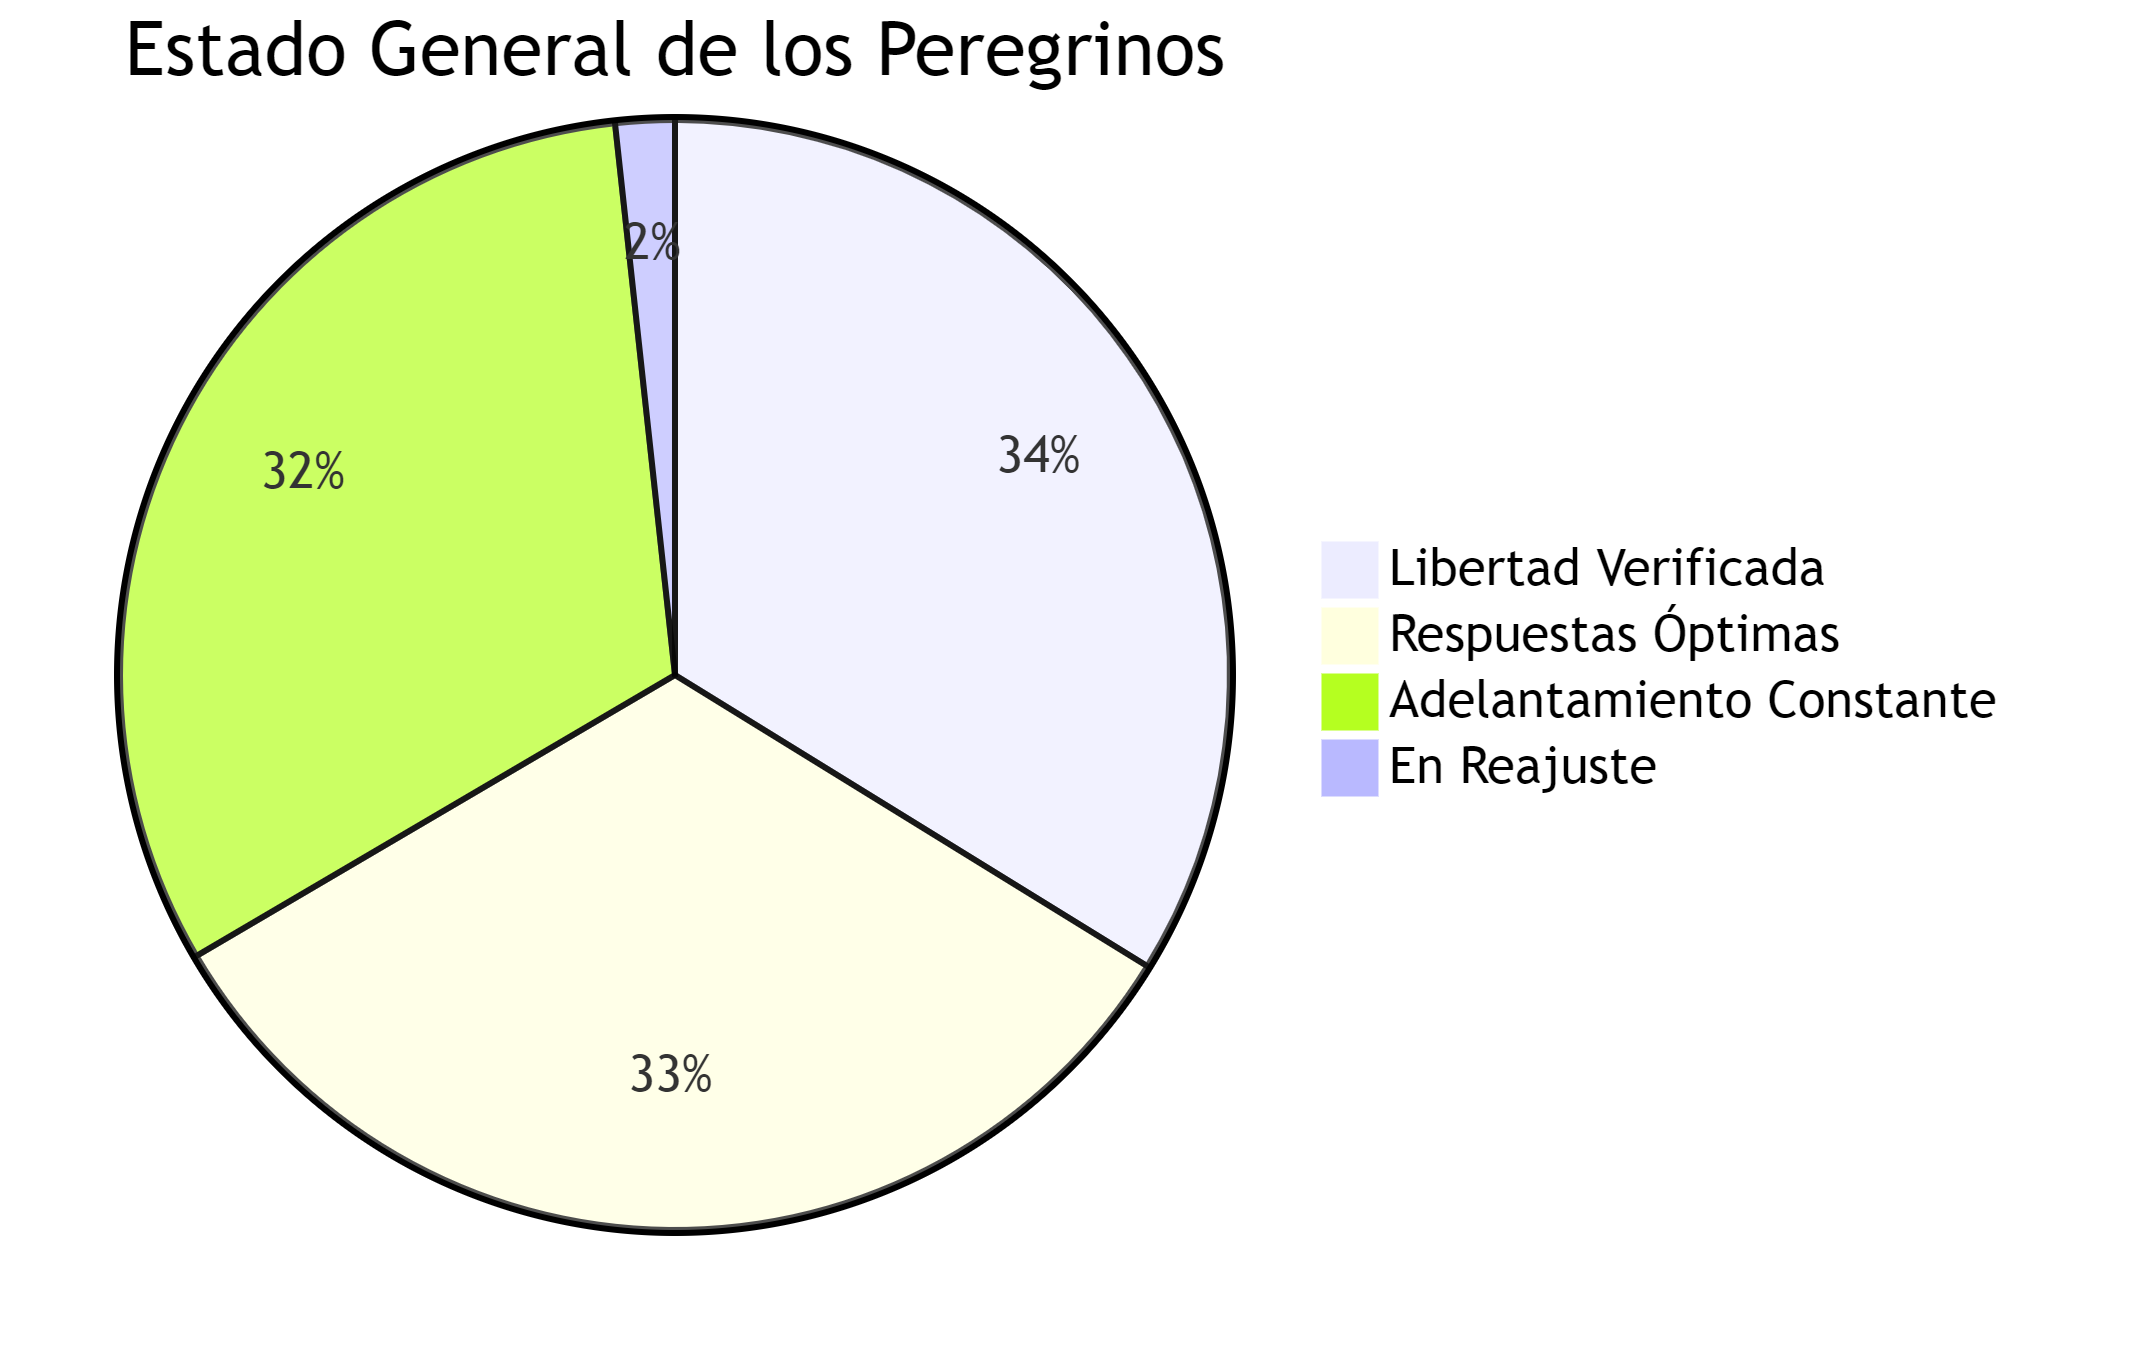 Estado General de los Peregrinos
2%
34%
32%
33%
Libertad Verificada
Respuestas Óptimas
Adelantamiento Constante
En Reajuste